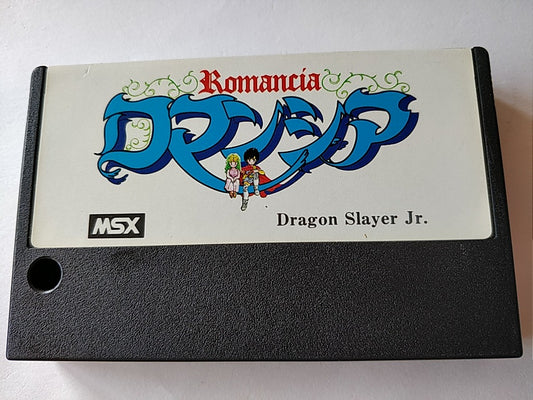 Romancia
ロマンシア
MSX
Dragon Slayer Jr.